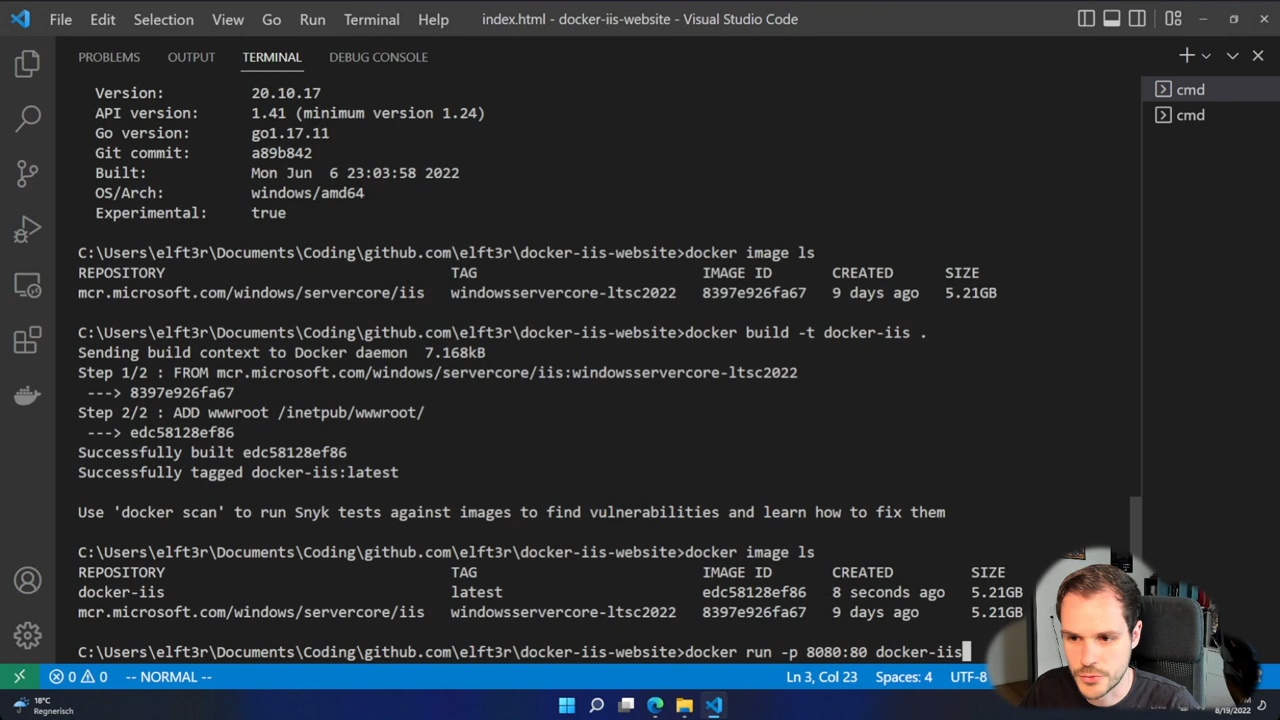 File Edit Selection View Go Run Terminal Help index.html - docker-iis-website - Visual Studio Code
PROBLEMS OUTPUT TERMINAL DEBUG CONSOLE
cmd
cmd
Version: 20.10.17
API version: 1.41 (minimum version 1.24)
Go version: go1.17.11
Git commit: a89b842
Built: Mon Jun  6 23:03:58 2022
OS/Arch: windows/amd64
Experimental: true
C:\Users\elft3r\Documents\Coding\github.com\elft3r\docker-iis-website>docker image ls
REPOSITORY TAG IMAGE ID CREATED SIZE
mcr.microsoft.com/windows/servercore/iis windowsservercore-ltsc2022 8397e926fa67 9 days ago 5.21GB
C:\Users\elft3r\Documents\Coding\github.com\elft3r\docker-iis-website>docker build -t docker-iis .
Sending build context to Docker daemon  7.168kB
Step 1/2 : FROM mcr.microsoft.com/windows/servercore/iis:windowsservercore-ltsc2022
---> 8397e926fa67
Step 2/2 : ADD wwwroot /inetpub/wwwroot/
---> edc58128ef86
Successfully built edc58128ef86
Successfully tagged docker-iis:latest
Use 'docker scan' to run Snyk tests against images to find vulnerabilities and learn how to fix them
C:\Users\elft3r\Documents\Coding\github.com\elft3r\docker-iis-website>docker image ls
REPOSITORY TAG IMAGE ID CREATED SIZE
docker-iis latest edc58128ef86 8 seconds ago 5.21GB
mcr.microsoft.com/windows/servercore/iis windowsservercore-ltsc2022 8397e926fa67 9 days ago 5.21GB
C:\Users\elft3r\Documents\Coding\github.com\elft3r\docker-iis-website>docker run -p 8080:80 docker-iis
0 0 -- NORMAL -- Ln 3, Col 23 Spaces: 4 UTF-8
18°C
Regnerisch
8/19/2022